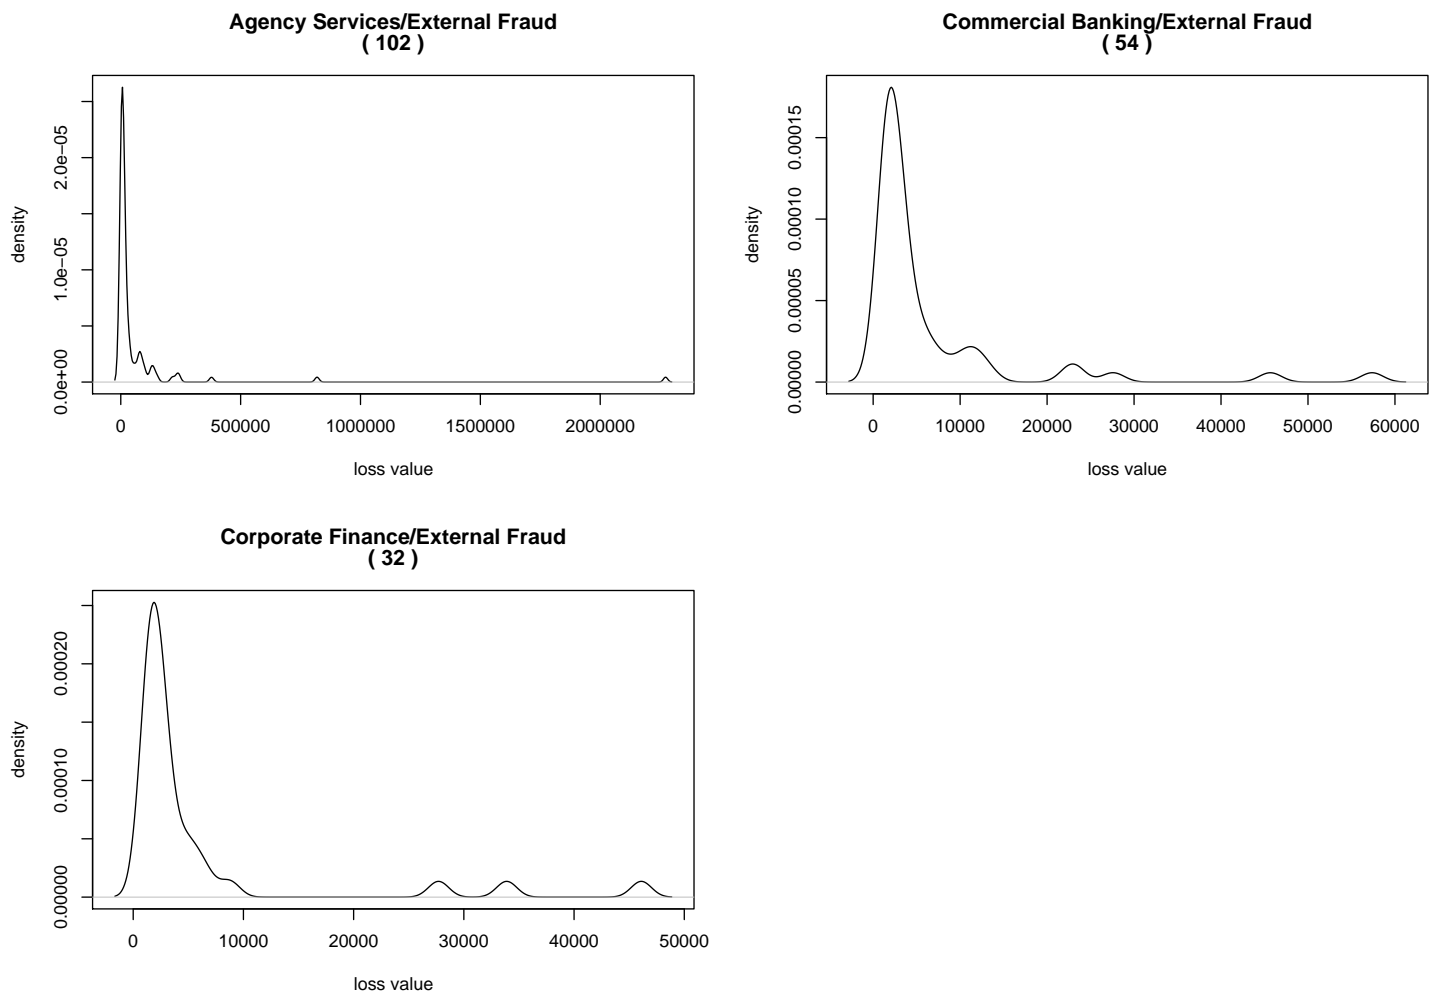 Agency Services/External Fraud
( 102 )
density
0.0e+00 1.0e−05 2.0e−05
0 500000 1000000 1500000 2000000
loss value
Commercial Banking/External Fraud
( 54 )
density
0.00000 0.00005 0.00010 0.00015
0 10000 20000 30000 40000 50000 60000
loss value
Corporate Finance/External Fraud
( 32 )
density
0.00000 0.00010 0.00020
0 10000 20000 30000 40000 50000
loss value